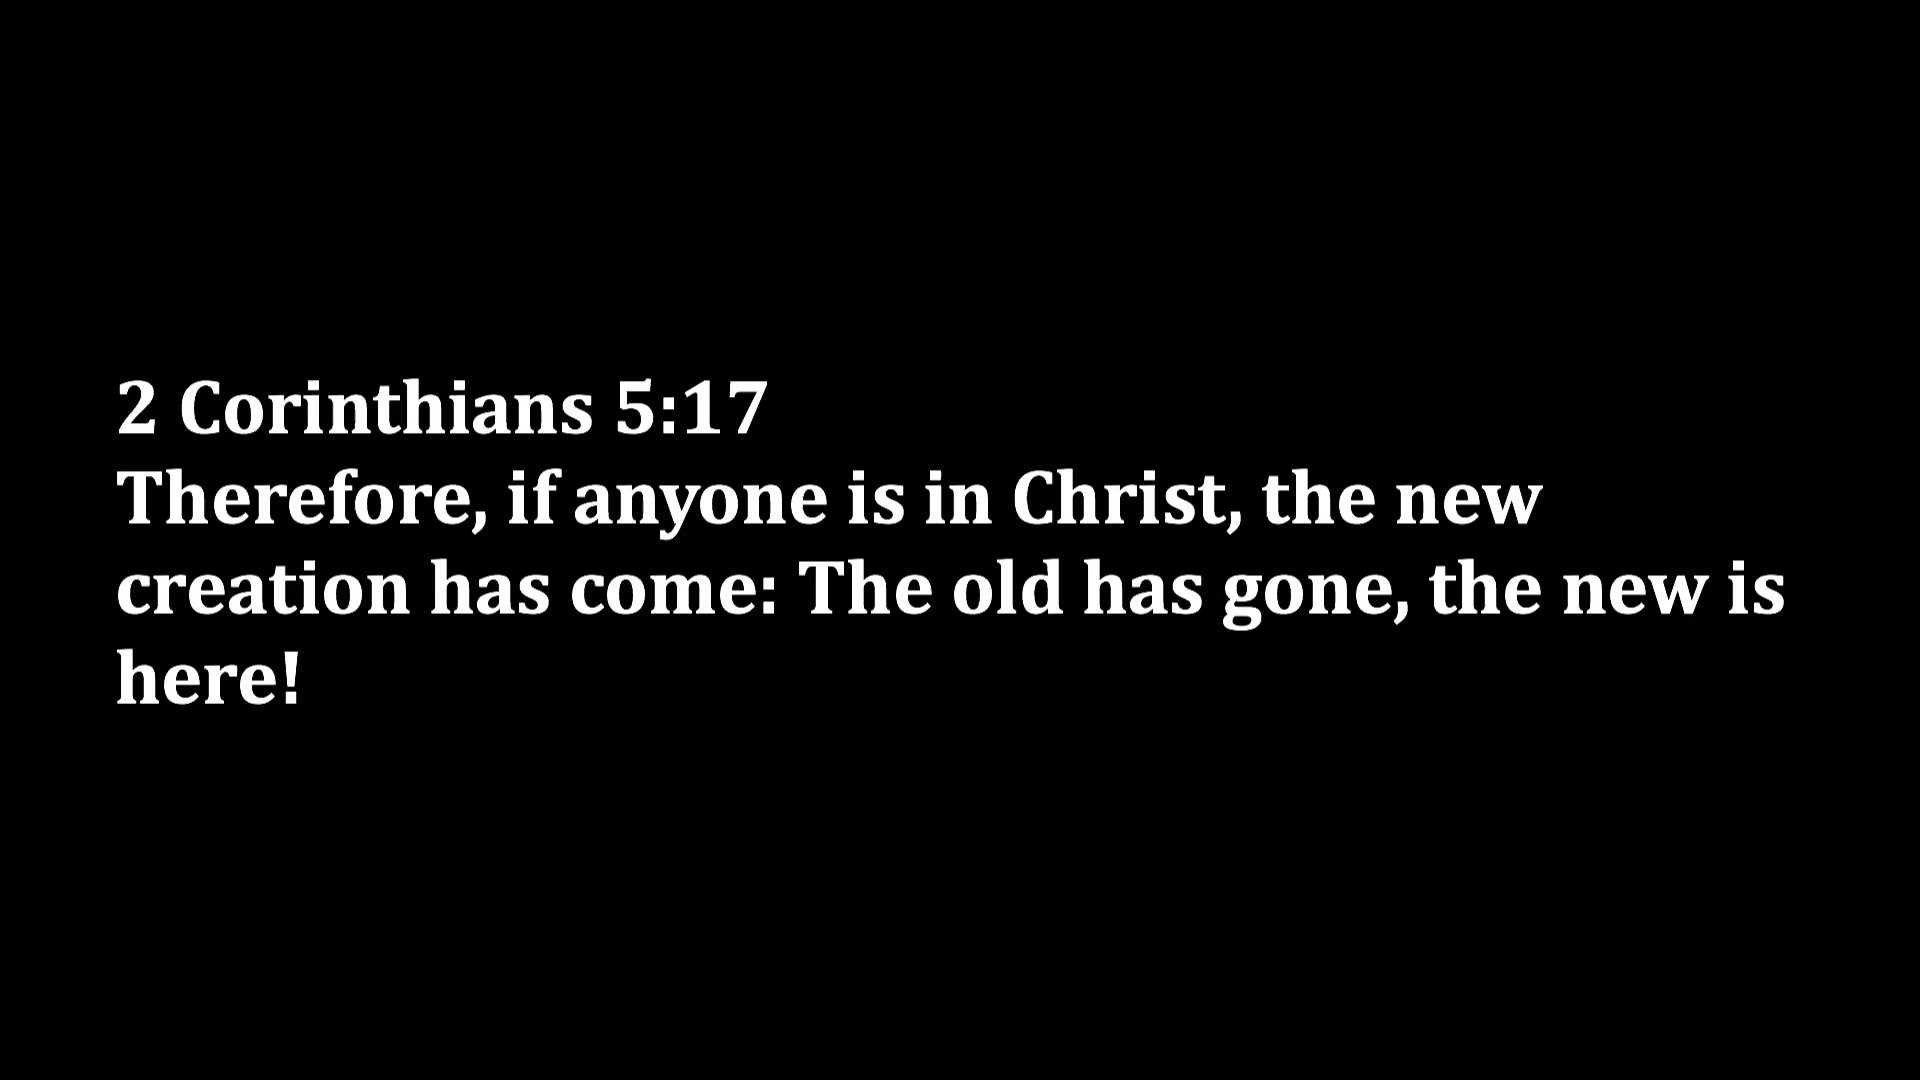 2 Corinthians 5:17
Therefore, if anyone is in Christ, the new
creation has come: The old has gone, the new is
here!